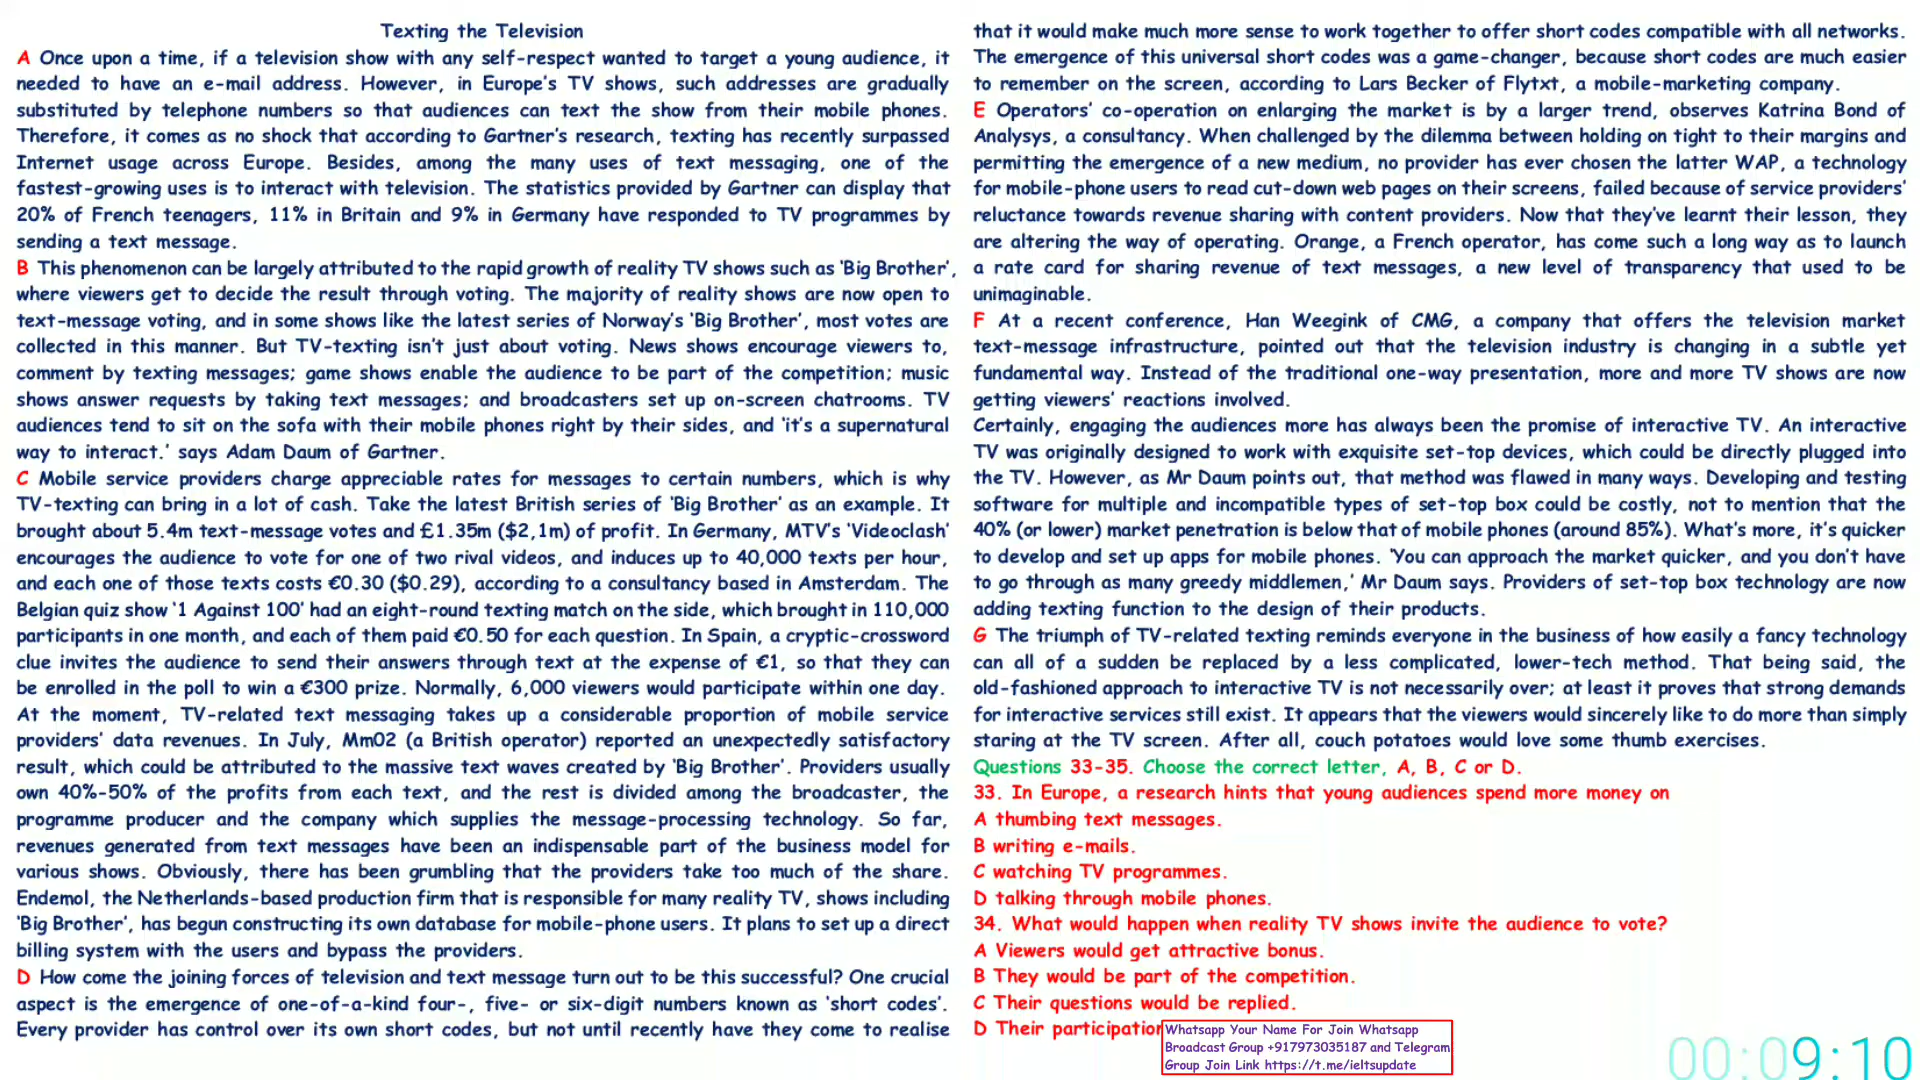 Texting the Television
A Once upon a time, if a television show with any self-respect wanted to target a young audience, it
needed to have an e-mail address. However, in Europe's TV shows, such addresses are gradually
substituted by telephone numbers so that audiences can text the show from their mobile phones.
Therefore, it comes as no shock that according to Gartner's research, texting has recently surpassed
Internet usage across Europe. Besides, among the many uses of text messaging, one of the
fastest-growing uses is to interact with television. The statistics provided by Gartner can display that
20% of French teenagers, 11% in Britain and 9% in Germany have responded to TV programmes by
sending a text message.
B This phenomenon can be largely attributed to the rapid growth of reality TV shows such as 'Big Brother',
where viewers get to decide the result through voting. The majority of reality shows are now open to
text-message voting, and in some shows like the latest series of Norway's 'Big Brother', most votes are
collected in this manner. But TV-texting isn't just about voting. News shows encourage viewers to,
comment by texting messages; game shows enable the audience to be part of the competition; music
shows answer requests by taking text messages; and broadcasters set up on-screen chatrooms. TV
audiences tend to sit on the sofa with their mobile phones right by their sides, and 'it's a supernatural
way to interact.' says Adam Daum of Gartner.
C Mobile service providers charge appreciable rates for messages to certain numbers, which is why
TV-texting can bring in a lot of cash. Take the latest British series of 'Big Brother' as an example. It
brought about 5.4m text-message votes and £1.35m ($2,1m) of profit. In Germany, MTV's 'Videoclash'
encourages the audience to vote for one of two rival videos, and induces up to 40,000 texts per hour,
and each one of those texts costs €0.30 ($0.29), according to a consultancy based in Amsterdam. The
Belgian quiz show '1 Against 100' had an eight-round texting match on the side, which brought in 110,000
participants in one month, and each of them paid €0.50 for each question. In Spain, a cryptic-crossword
clue invites the audience to send their answers through text at the expense of €1, so that they can
be enrolled in the poll to win a €300 prize. Normally, 6,000 viewers would participate within one day.
At the moment, TV-related text messaging takes up a considerable proportion of mobile service
providers' data revenues. In July, Mm02 (a British operator) reported an unexpectedly satisfactory
result, which could be attributed to the massive text waves created by 'Big Brother'. Providers usually
own 40%-50% of the profits from each text, and the rest is divided among the broadcaster, the
programme producer and the company which supplies the message-processing technology. So far,
revenues generated from text messages have been an indispensable part of the business model for
various shows. Obviously, there has been grumbling that the providers take too much of the share.
Endemol, the Netherlands-based production firm that is responsible for many reality TV, shows including
'Big Brother', has begun constructing its own database for mobile-phone users. It plans to set up a direct
billing system with the users and bypass the providers.
D How come the joining forces of television and text message turn out to be this successful? One crucial
aspect is the emergence of one-of-a-kind four-, five- or six-digit numbers known as 'short codes'.
Every provider has control over its own short codes, but not until recently have they come to realise
that it would make much more sense to work together to offer short codes compatible with all networks.
The emergence of this universal short codes was a game-changer, because short codes are much easier
to remember on the screen, according to Lars Becker of Flytxt, a mobile-marketing company.
E Operators' co-operation on enlarging the market is by a larger trend, observes Katrina Bond of
Analysys, a consultancy. When challenged by the dilemma between holding on tight to their margins and
permitting the emergence of a new medium, no provider has ever chosen the latter WAP, a technology
for mobile-phone users to read cut-down web pages on their screens, failed because of service providers'
reluctance towards revenue sharing with content providers. Now that they've learnt their lesson, they
are altering the way of operating. Orange, a French operator, has come such a long way as to launch
a rate card for sharing revenue of text messages, a new level of transparency that used to be
unimaginable.
F At a recent conference, Han Weegink of CMG, a company that offers the television market
text-message infrastructure, pointed out that the television industry is changing in a subtle yet
fundamental way. Instead of the traditional one-way presentation, more and more TV shows are now
getting viewers' reactions involved.
Certainly, engaging the audiences more has always been the promise of interactive TV. An interactive
TV was originally designed to work with exquisite set-top devices, which could be directly plugged into
the TV. However, as Mr Daum points out, that method was flawed in many ways. Developing and testing
software for multiple and incompatible types of set-top box could be costly, not to mention that the
40% (or lower) market penetration is below that of mobile phones (around 85%). What's more, it's quicker
to develop and set up apps for mobile phones. 'You can approach the market quicker, and you don't have
to go through as many greedy middlemen,' Mr Daum says. Providers of set-top box technology are now
adding texting function to the design of their products.
G The triumph of TV-related texting reminds everyone in the business of how easily a fancy technology
can all of a sudden be replaced by a less complicated, lower-tech method. That being said, the
old-fashioned approach to interactive TV is not necessarily over; at least it proves that strong demands
for interactive services still exist. It appears that the viewers would sincerely like to do more than simply
staring at the TV screen. After all, couch potatoes would love some thumb exercises.
Questions 33-35. Choose the correct letter, A, B, C or D.
33. In Europe, a research hints that young audiences spend more money on
A thumbing text messages.
B writing e-mails.
C watching TV programmes.
D talking through mobile phones.
34. What would happen when reality TV shows invite the audience to vote?
A Viewers would get attractive bonus.
B They would be part of the competition.
C Their questions would be replied.
D Their participation
Whatsapp Your Name For Join Whatsapp
Broadcast Group +917973035187 and Telegram
Group Join Link https://t.me/ieltsupdate
00:09:10